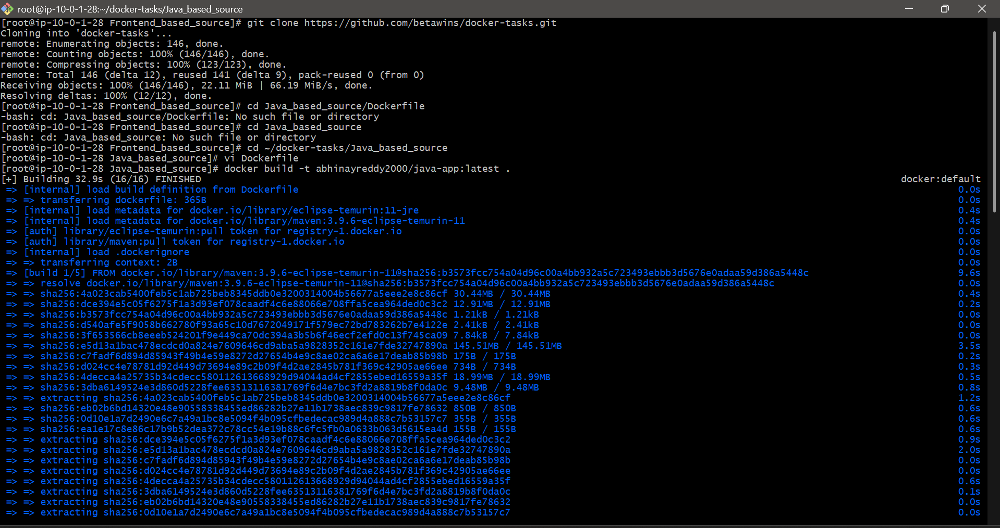 root@ip-10-0-1-28:~/docker-tasks/Java_based_source
[root@ip-10-0-1-28 Frontend_based_source]# git clone https://github.com/betawins/docker-tasks.git
Cloning into 'docker-tasks'...
remote: Enumerating objects: 146, done.
remote: Counting objects: 100% (146/146), done.
remote: Compressing objects: 100% (123/123), done.
remote: Total 146 (delta 12), reused 141 (delta 9), pack-reused 0 (from 0)
Receiving objects: 100% (146/146), 22.11 MiB | 66.19 MiB/s, done.
Resolving deltas: 100% (12/12), done.
[root@ip-10-0-1-28 Frontend_based_source]# cd Java_based_source/Dockerfile
-bash: cd: Java_based_source/Dockerfile: No such file or directory
[root@ip-10-0-1-28 Frontend_based_source]# cd Java_based_source
-bash: cd: Java_based_source: No such file or directory
[root@ip-10-0-1-28 Frontend_based_source]# cd ~/docker-tasks/Java_based_source
[root@ip-10-0-1-28 Java_based_source]# vi Dockerfile
[root@ip-10-0-1-28 Java_based_source]# docker build -t abhinayreddy2000/java-app:latest .
[+] Building 32.9s (16/16) FINISHED docker:default
=> [internal] load build definition from Dockerfile 0.0s
=> => transferring dockerfile: 365B 0.0s
=> [internal] load metadata for docker.io/library/eclipse-temurin:11-jre 0.4s
=> [internal] load metadata for docker.io/library/maven:3.9.6-eclipse-temurin-11 0.4s
=> [auth] library/eclipse-temurin:pull token for registry-1.docker.io 0.0s
=> [auth] library/maven:pull token for registry-1.docker.io 0.0s
=> [internal] load .dockerignore 0.0s
=> => transferring context: 2B 0.0s
=> [build 1/5] FROM docker.io/library/maven:3.9.6-eclipse-temurin-11@sha256:b3573fcc754a04d96c00a4bb932a5c723493ebbb3d5676e0adaa59d386a5448c 9.6s
=> => resolve docker.io/library/maven:3.9.6-eclipse-temurin-11@sha256:b3573fcc754a04d96c00a4bb932a5c723493ebbb3d5676e0adaa59d386a5448c 0.0s
=> => sha256:4a023cab5400feb5c1ab725beb8345ddb0e3200314004b56677a5eee2e8c86cf 30.44MB / 30.44MB 0.4s
=> => sha256:dce394e5c05f6275f1a3d93ef078caadf4c6e88066e708ffa5cea964ded0c3c2 12.91MB / 12.91MB 0.2s
=> => sha256:b3573fcc754a04d96c00a4bb932a5c723493ebbb3d5676e0adaa59d386a5448c 1.21kB / 1.21kB 0.0s
=> => sha256:d540afe5f9058b662780f93a65c10d7672049171f579ec72bd783262b7e4122e 2.41kB / 2.41kB 0.0s
=> => sha256:3f653566cb8eeeb524201f9e449ca70dc394a3b5b6f46ecf2efd0c13f745ca09 7.84kB / 7.84kB 0.0s
=> => sha256:e5d13a1bac478ecdcd0a824e7609646cd9aba5a9828352c161e7fde32747890a 145.51MB / 145.51MB 3.5s
=> => sha256:c7fadf6d894d85943f49b4e59e8272d27654b4e9c8ae02ca6a6e17deab85b98b 175B / 175B 0.2s
=> => sha256:d024cc4e78781d92d449d73694e89c2b09f4d2ae2845b781f369c42905ae66ee 734B / 734B 0.3s
=> => sha256:4decca4a25735b34cdecc580112613668929d94044ad4cf2855ebed16559a35f 18.99MB / 18.99MB 0.5s
=> => sha256:3dba6149524e3d860d5228fee63513116381769f6d4e7bc3fd2a8819b8f0da0c 9.48MB / 9.48MB 0.8s
=> => extracting sha256:4a023cab5400feb5c1ab725beb8345ddb0e3200314004b56677a5eee2e8c86cf 1.2s
=> => sha256:eb02b6bd14320e48e90558338455ed86282b27e11b1738aec839c9817fe78632 850B / 850B 0.6s
=> => sha256:0d10e1a7d2490e6c7a49a1bc8e5094f4b095cfbedecac989d4a888c7b53157c7 355B / 355B 0.6s
=> => sha256:ea1e17c8e86c17b9b52dea372c78cc54e19b88c6fc5fb0a0633b063d5615ea4d 155B / 155B 0.6s
=> => extracting sha256:dce394e5c05f6275f1a3d93ef078caadf4c6e88066e708ffa5cea964ded0c3c2 0.9s
=> => extracting sha256:e5d13a1bac478ecdcd0a824e7609646cd9aba5a9828352c161e7fde32747890a 2.0s
=> => extracting sha256:c7fadf6d894d85943f49b4e59e8272d27654b4e9c8ae02ca6a6e17deab85b98b 0.0s
=> => extracting sha256:d024cc4e78781d92d449d73694e89c2b09f4d2ae2845b781f369c42905ae66ee 0.0s
=> => extracting sha256:4decca4a25735b34cdecc580112613668929d94044ad4cf2855ebed16559a35f 0.6s
=> => extracting sha256:3dba6149524e3d860d5228fee63513116381769f6d4e7bc3fd2a8819b8f0da0c 0.1s
=> => extracting sha256:eb02b6bd14320e48e90558338455ed86282b27e11b1738aec839c9817fe78632 0.0s
=> => extracting sha256:0d10e1a7d2490e6c7a49a1bc8e5094f4b095cfbedecac989d4a888c7b53157c7 0.0s